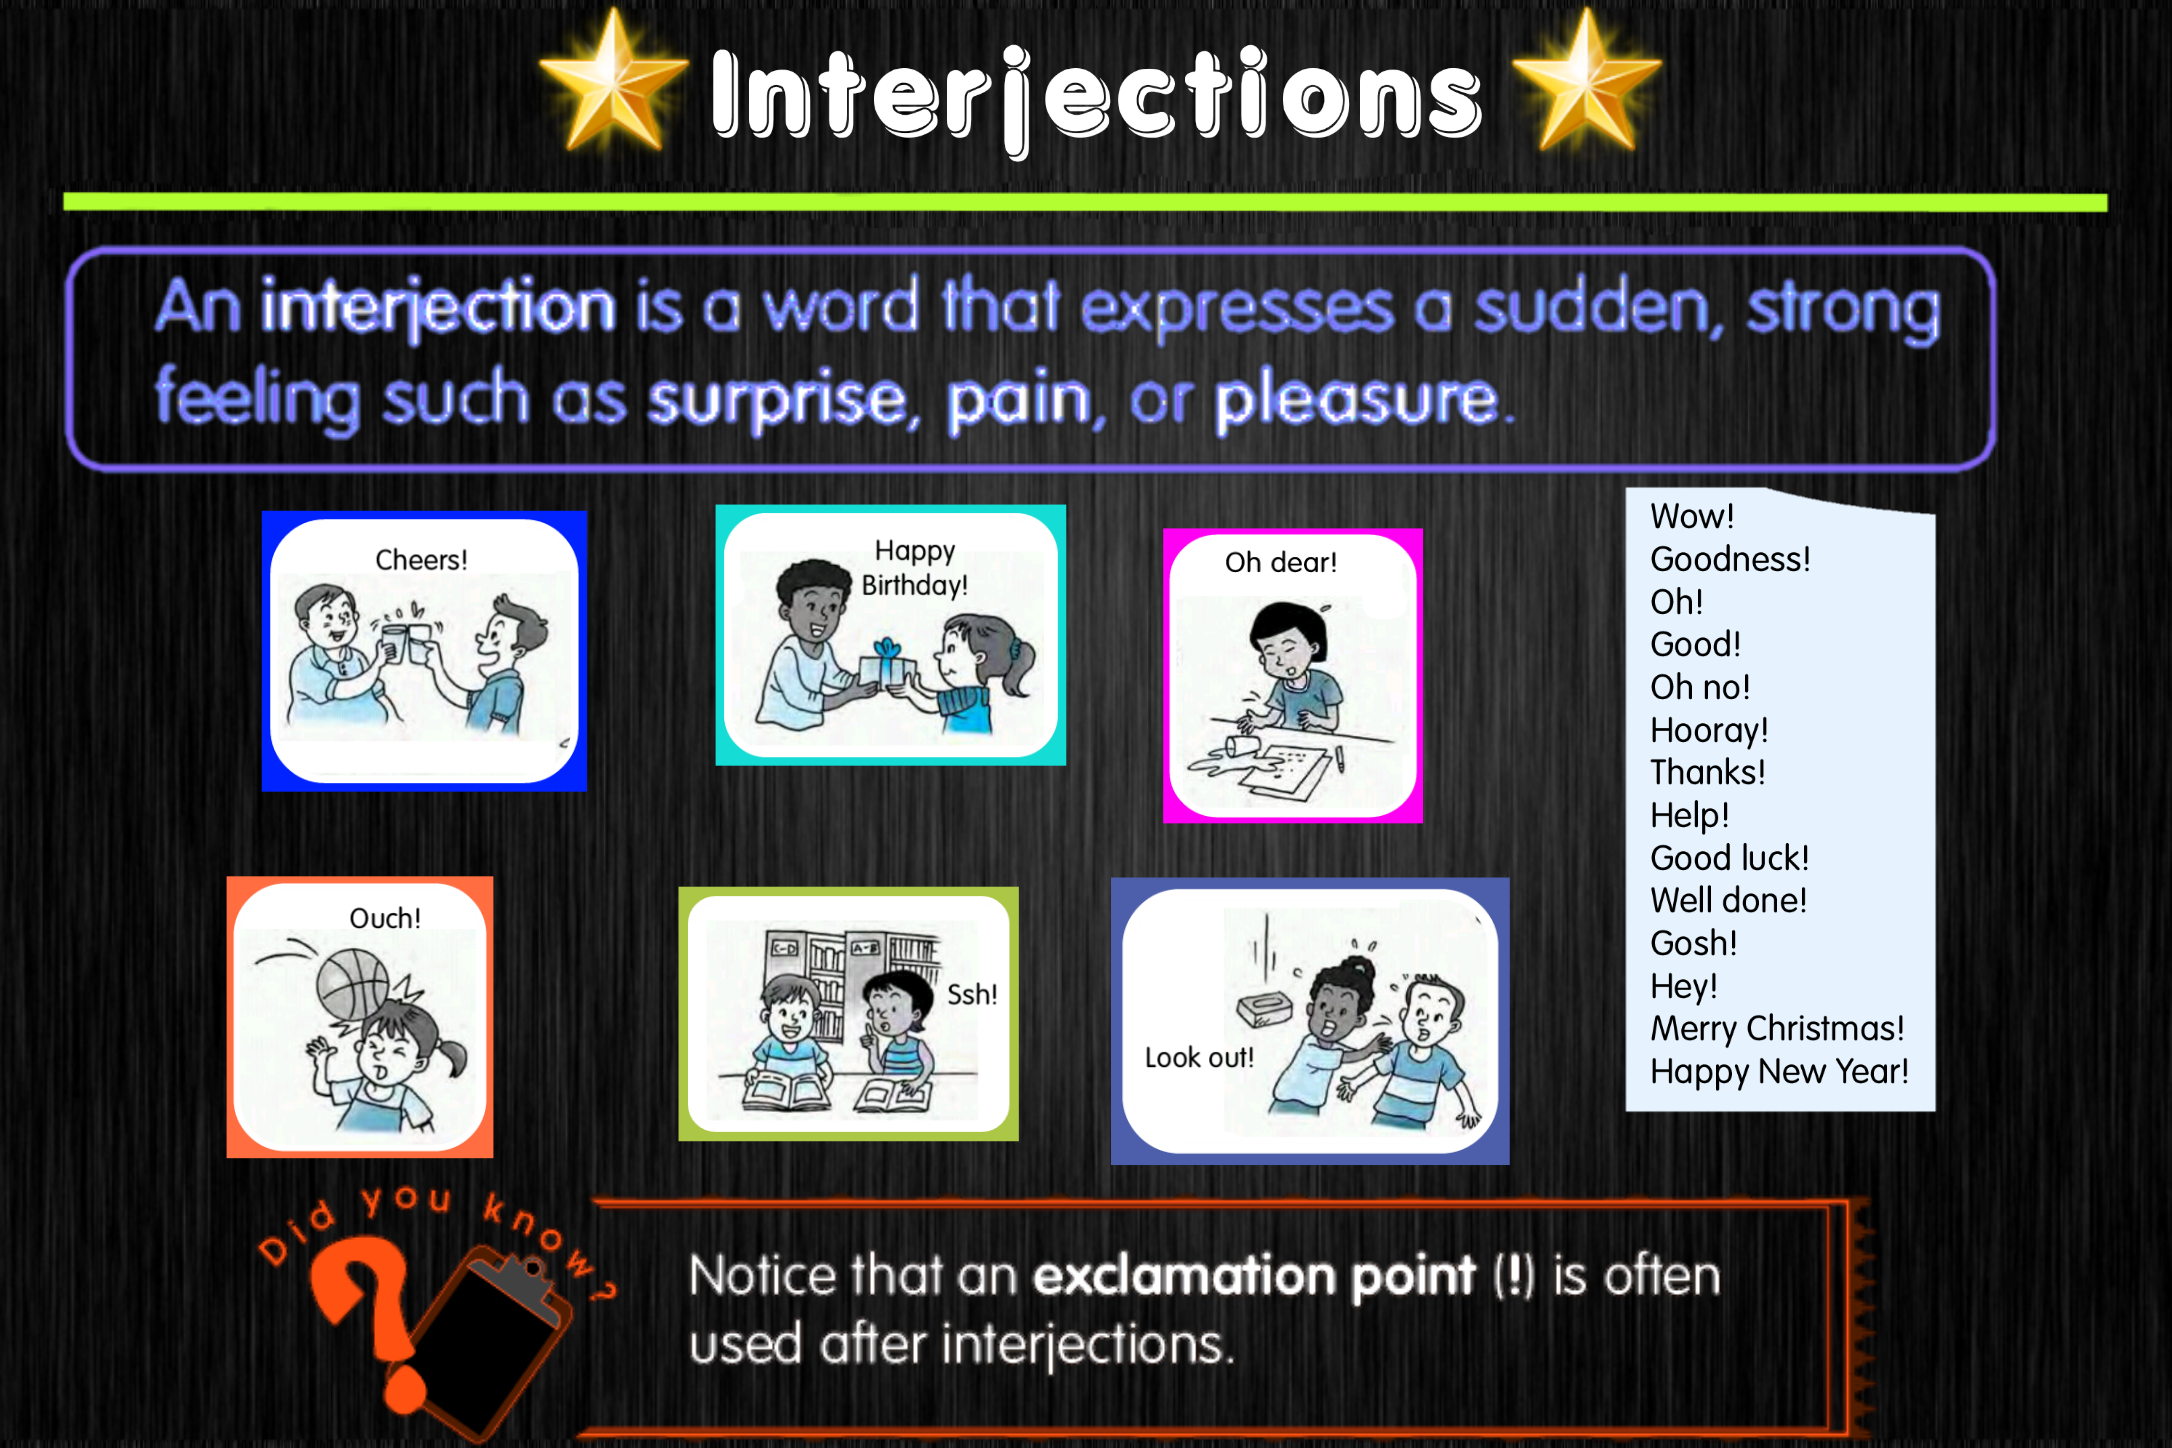 Interjections
An interjection is a word that expresses a sudden, strong
feeling such as surprise, pain, or pleasure.
Cheers!
Happy
Birthday!
Oh dear!
Ouch!
C-D
A-B
Ssh!
Look out!
Wow!
Goodness!
Oh!
Good!
Oh no!
Hooray!
Thanks!
Help!
Good luck!
Well done!
Gosh!
Hey!
Merry Christmas!
Happy New Year!
Did you know?
Notice that an exclamation point (!) is often
used after interjections.